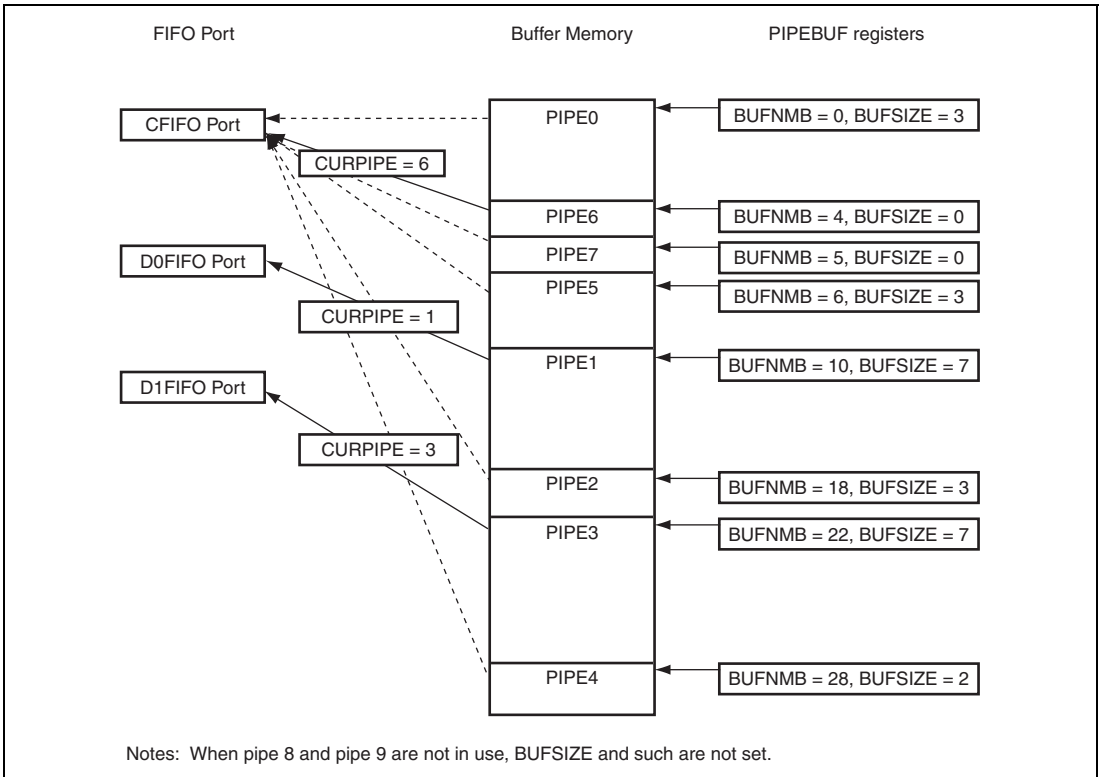 FIFO Port
Buffer Memory
PIPEBUF registers
CFIFO Port
PIPE0
BUFNMB = 0, BUFSIZE = 3
CURPIPE = 6
PIPE6
BUFNMB = 4, BUFSIZE = 0
D0FIFO Port
PIPE7
BUFNMB = 5, BUFSIZE = 0
PIPE5
BUFNMB = 6, BUFSIZE = 3
CURPIPE = 1
PIPE1
BUFNMB = 10, BUFSIZE = 7
D1FIFO Port
CURPIPE = 3
PIPE2
BUFNMB = 18, BUFSIZE = 3
PIPE3
BUFNMB = 22, BUFSIZE = 7
PIPE4
BUFNMB = 28, BUFSIZE = 2
Notes: When pipe 8 and pipe 9 are not in use, BUFSIZE and such are not set.